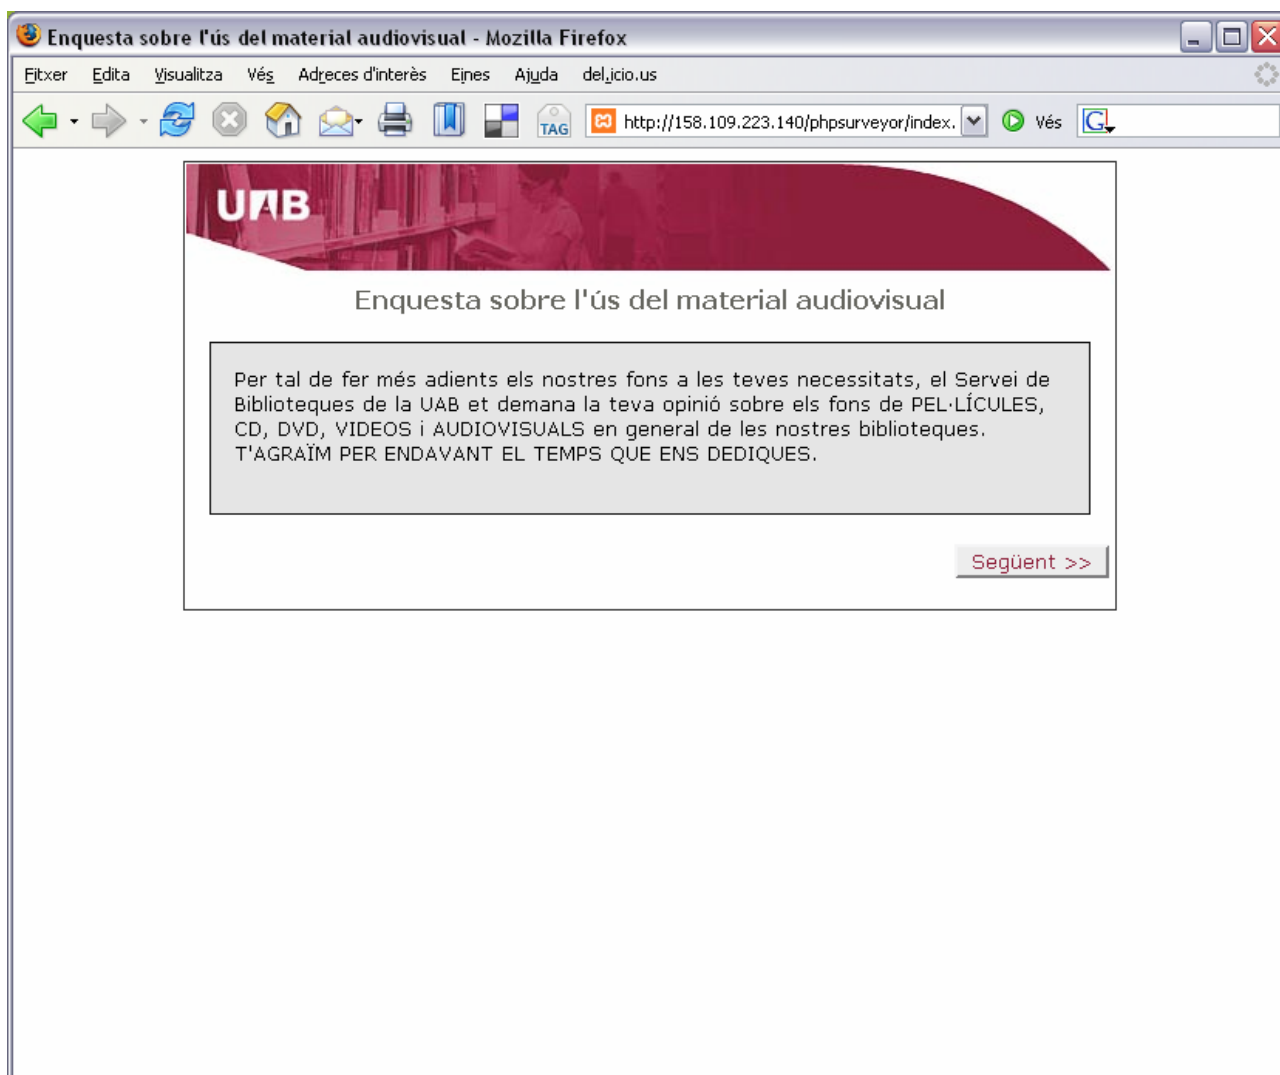 Enquesta sobre l'ús del material audiovisual - Mozilla Firefox
Fitxer Edita Visualitza Vés Adreces d'interès Eines Ajuda del.icio.us
TAG http://158.109.223.140/phpsurveyor/index. Vés G
UAB
Enquesta sobre l'ús del material audiovisual
Per tal de fer més adients els nostres fons a les teves necessitats, el Servei de
Biblioteques de la UAB et demana la teva opinió sobre els fons de PEL·LÍCULES,
CD, DVD, VIDEOS i AUDIOVISUALS en general de les nostres biblioteques.
T'AGRAÏM PER ENDAVANT EL TEMPS QUE ENS DEDIQUES.
Següent >>